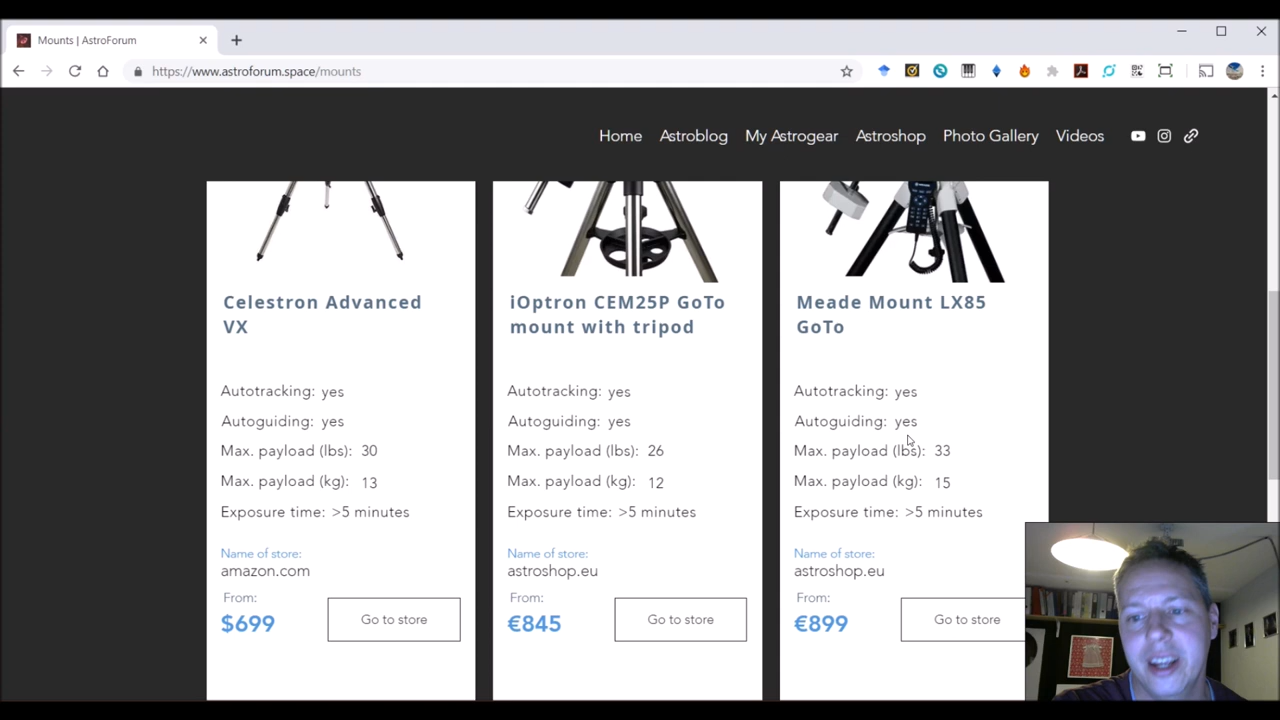 Mounts | AstroForum
https://www.astroforum.space/mounts
Home Astroblog My Astrogear Astroshop Photo Gallery Videos
Celestron Advanced
VX
Autotracking: yes
Autoguiding: yes
Max. payload (lbs): 30
Max. payload (kg): 13
Exposure time: >5 minutes
Name of store:
amazon.com
From:
$699
Go to store
iOptron CEM25P GoTo
mount with tripod
Autotracking: yes
Autoguiding: yes
Max. payload (lbs): 26
Max. payload (kg): 12
Exposure time: >5 minutes
Name of store:
astroshop.eu
From:
€845
Go to store
Meade Mount LX85
GoTo
Autotracking: yes
Autoguiding: yes
Max. payload (lbs): 33
Max. payload (kg): 15
Exposure time: >5 minutes
Name of store:
astroshop.eu
From:
€899
Go to store